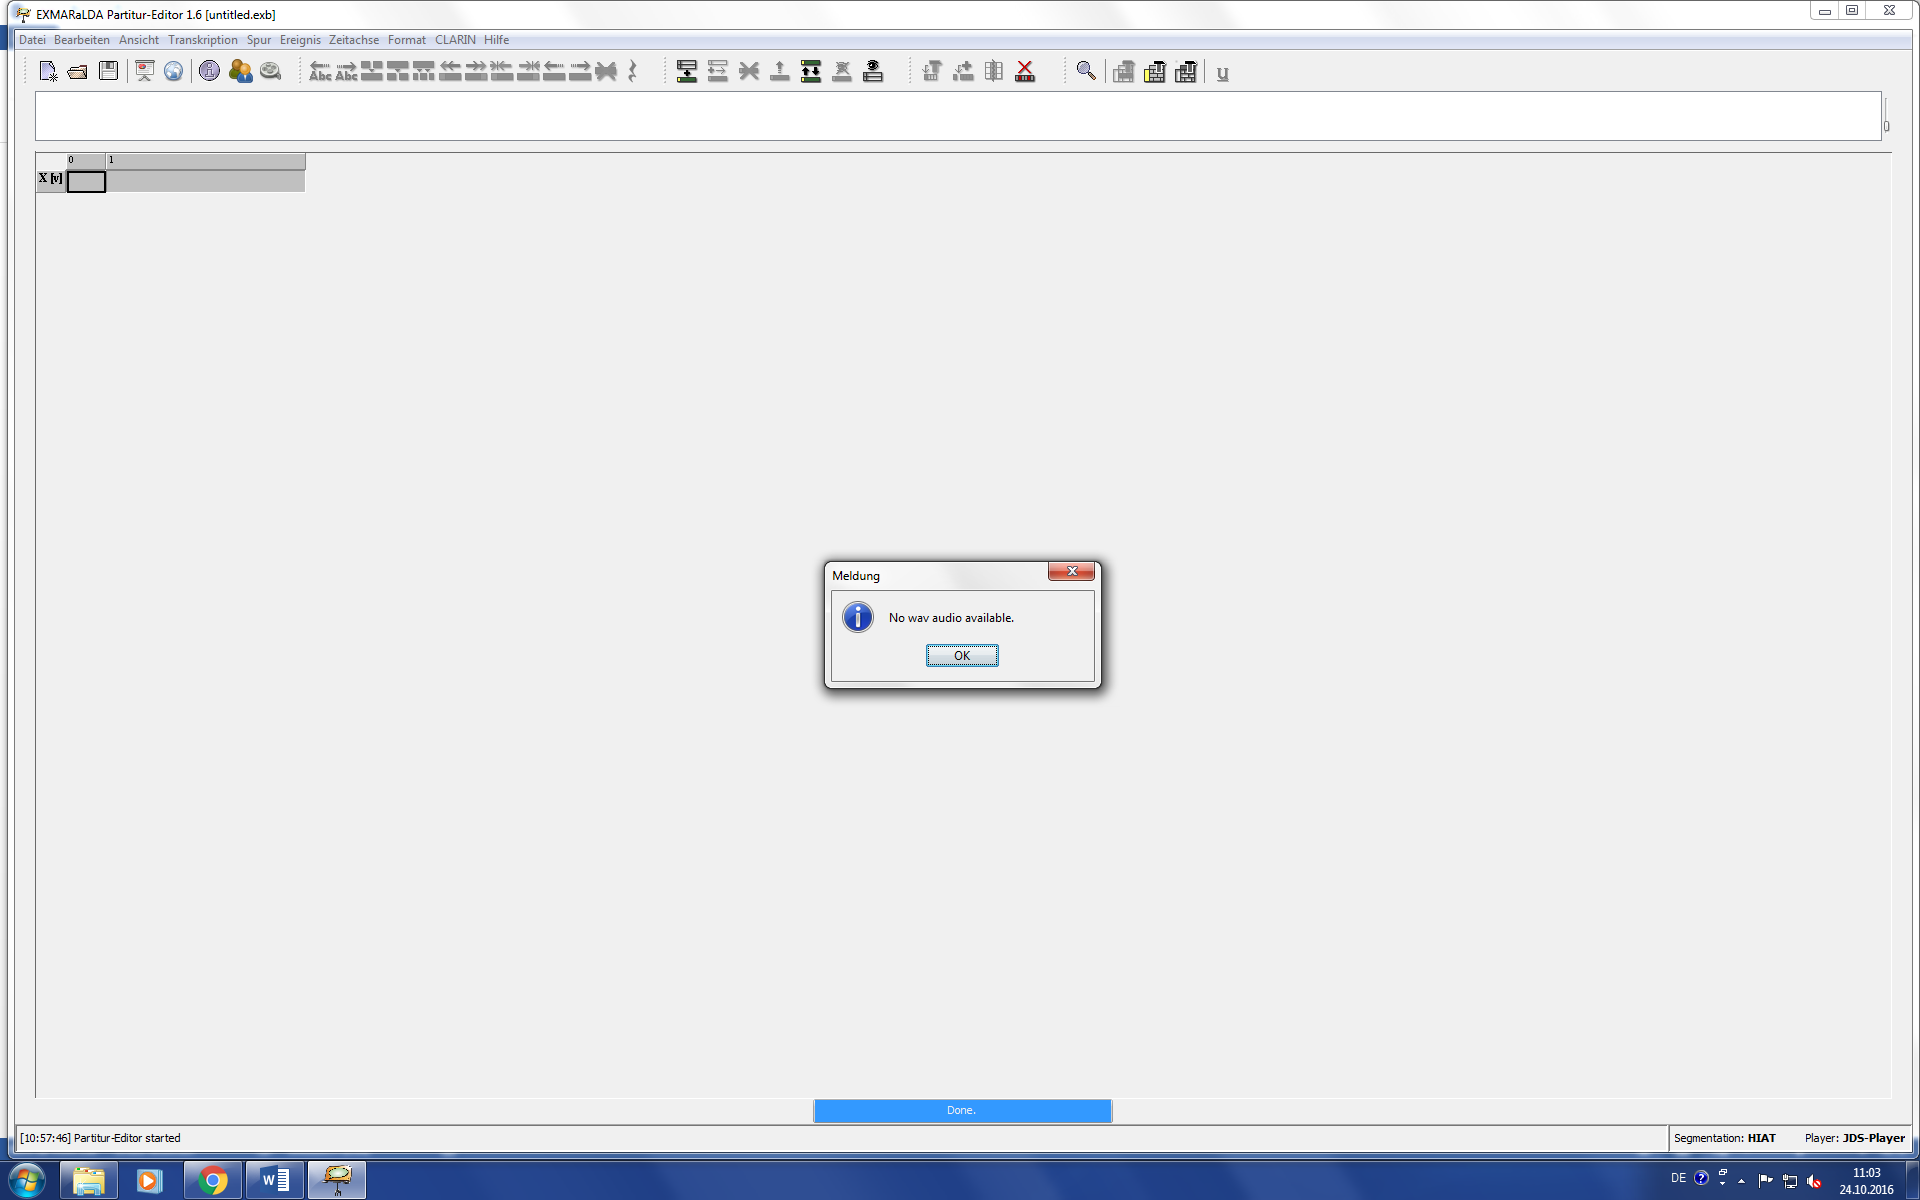 EXMARaLDA Partitur-Editor 1.6 [untitled.exb]
Datei Bearbeiten Ansicht Transkription Spur Ereignis Zeitachse Format CLARIN Hilfe
Abc Abc
U
0 1
X [v]
Meldung
No wav audio available.
OK
Done.
[10:57:46] Partitur-Editor started
Segmentation: HIAT Player: JDS-Player
W
DE
11:03
24.10.2016